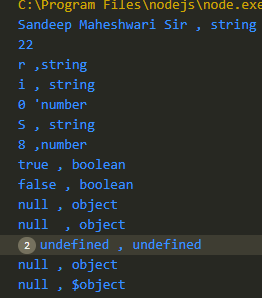 C:\Program Files\nodejs\node.exe
Sandeep Maheshwari Sir , string
22
r ,string
i , string
0 'number
S , string
8 ,number
true , boolean
false , boolean
null , object
null  , object
2 undefined , undefined
null , object
null , $object